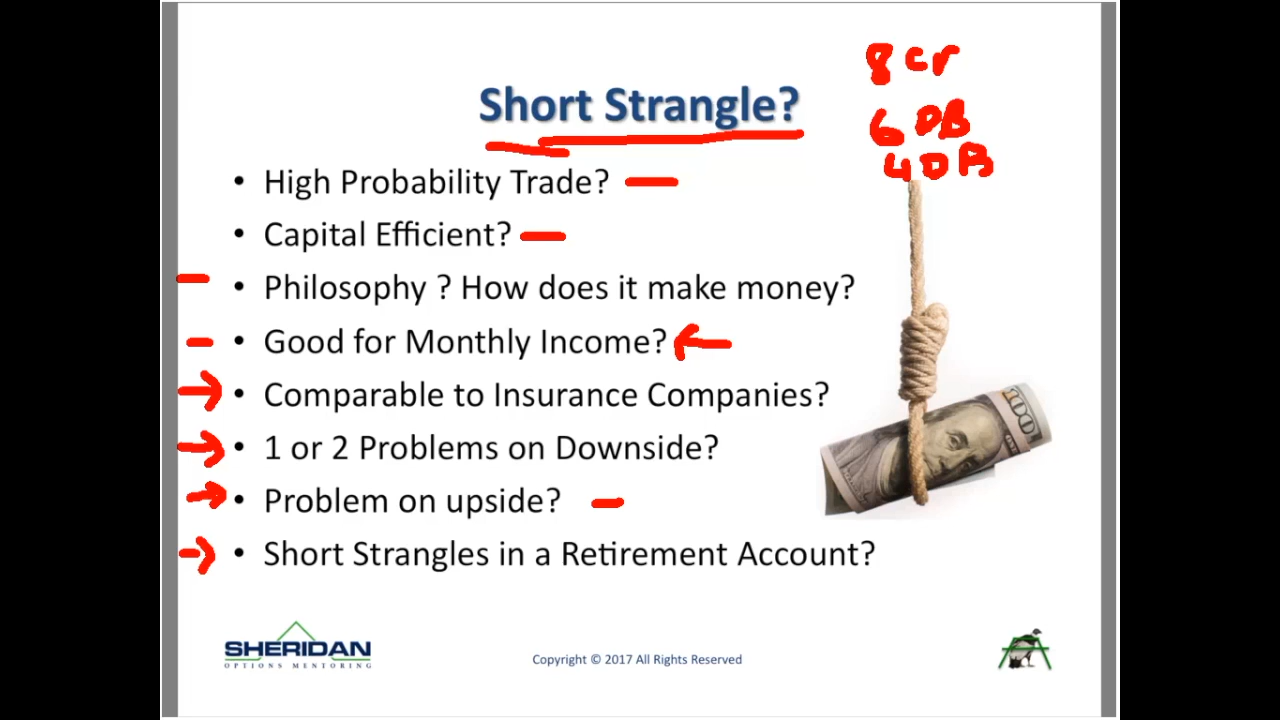 8 cr
Short Strangle?
6 DB
4 DB
• High Probability Trade?
• Capital Efficient?
• Philosophy ? How does it make money?
• Good for Monthly Income?
• Comparable to Insurance Companies?
• 1 or 2 Problems on Downside?
• Problem on upside?
• Short Strangles in a Retirement Account?
100
SHERIDAN
OPTIONS MENTORING
Copyright © 2017 All Rights Reserved